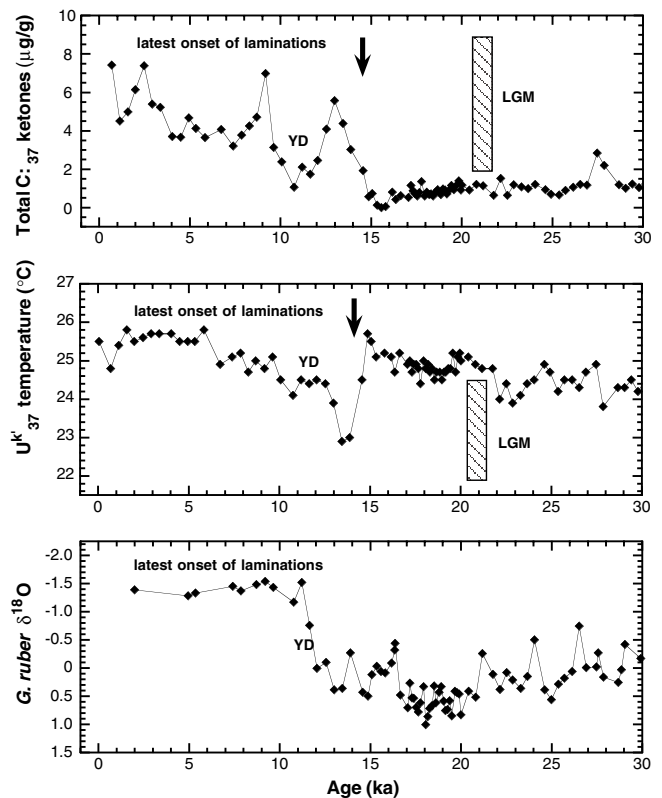 Total C:37 ketones (µg/g)
10
8
6
4
2
0
latest onset of laminations
LGM
YD
0 5 10 15 20 25 30
Uk'37 temperature (°C)
27
26
25
24
23
22
latest onset of laminations
YD
LGM
0 5 10 15 20 25 30
G. ruber δ18O
-2.0
-1.5
-1.0
-0.5
0
0.5
1.0
1.5
latest onset of laminations
YD
0 5 10 15 20 25 30
Age (ka)